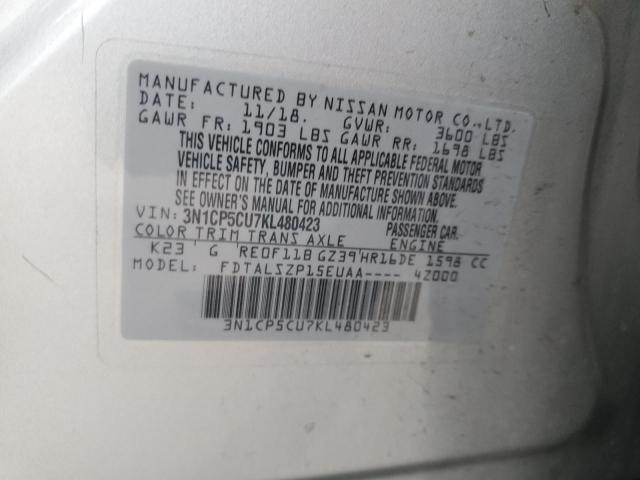 MANUFACTURED BY NISSAN MOTOR CO.,LTD.
DATE: 11/18. GVWR: 3600 LBS
GAWR FR: 1903 LBS GAWR RR: 1698 LBS
THIS VEHICLE CONFORMS TO ALL APPLICABLE FEDERAL MOTOR
VEHICLE SAFETY, BUMPER AND THEFT PREVENTION STANDARDS
IN EFFECT ON THE DATE OF MANUFACTURE SHOWN ABOVE.
SEE OWNER'S MANUAL FOR ADDITIONAL INFORMATION.
VIN: 3N1CP5CU7KL480423 PASSENGER CAR.
COLOR TRIM TRANS AXLE ENGINE
K23 ' G ' RE0F11B GZ39'HR16DE 1598 CC
MODEL: FDTALSZP15EUAA---- 42000
3N1CP5CU7KL480423